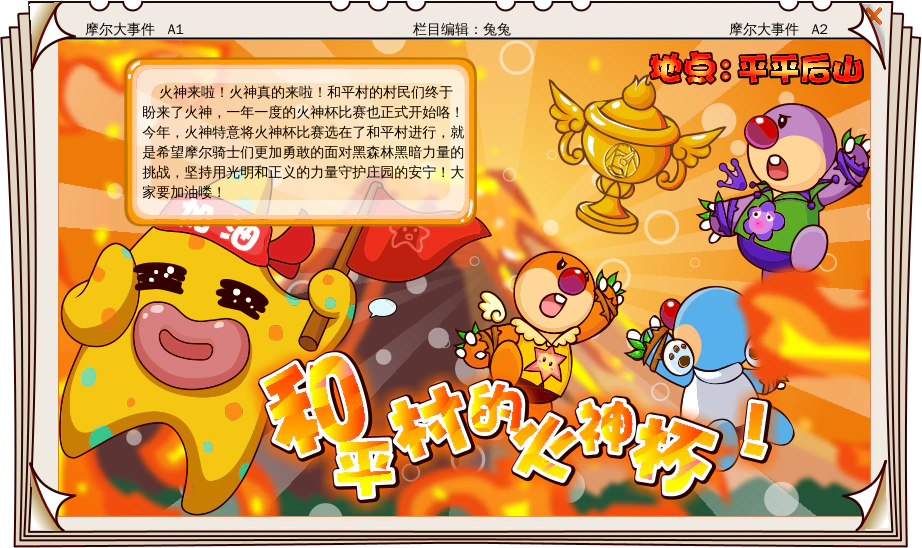 摩尔大事件 A1
栏目编辑：兔兔
摩尔大事件 A2
地点：平平后山
火神来啦！火神真的来啦！和平村的村民们终于
盼来了火神，一年一度的火神杯比赛也正式开始咯！
今年，火神特意将火神杯比赛选在了和平村进行，就
是希望摩尔骑士们更加勇敢的面对黑森林黑暗力量的
挑战，坚持用光明和正义的力量守护庄园的安宁！大
家要加油喽！
和平村的火神杯！